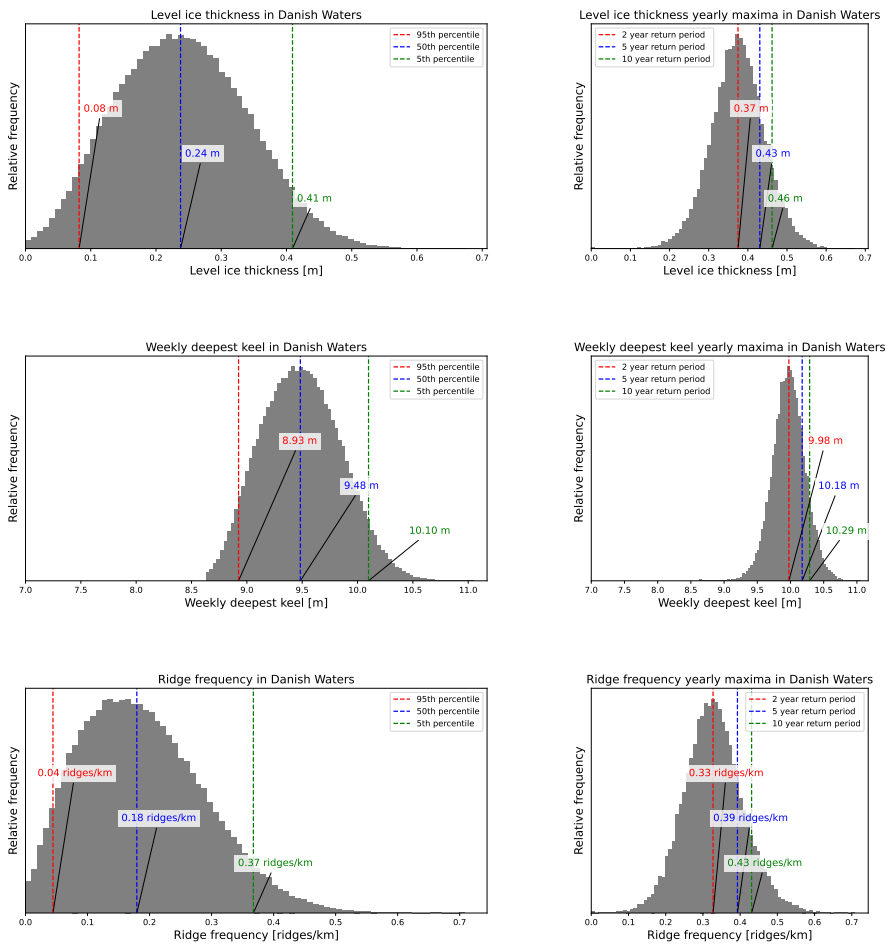 Level ice thickness in Danish Waters
Relative frequency
95th percentile
50th percentile
5th percentile
0.08 m
0.24 m
0.41 m
0.0 0.1 0.2 0.3 0.4 0.5 0.6 0.7
Level ice thickness [m]
Level ice thickness yearly maxima in Danish Waters
Relative frequency
2 year return period
5 year return period
10 year return period
0.37 m
0.43 m
0.46 m
0.0 0.1 0.2 0.3 0.4 0.5 0.6 0.7
Level ice thickness [m]
Weekly deepest keel in Danish Waters
Relative frequency
95th percentile
50th percentile
5th percentile
8.93 m
9.48 m
10.10 m
7.0 7.5 8.0 8.5 9.0 9.5 10.0 10.5 11.0
Weekly deepest keel [m]
Weekly deepest keel yearly maxima in Danish Waters
Relative frequency
2 year return period
5 year return period
10 year return period
9.98 m
10.18 m
10.29 m
7.0 7.5 8.0 8.5 9.0 9.5 10.0 10.5 11.0
Weekly deepest keel [m]
Ridge frequency in Danish Waters
Relative frequency
95th percentile
50th percentile
5th percentile
0.04 ridges/km
0.18 ridges/km
0.37 ridges/km
0.0 0.1 0.2 0.3 0.4 0.5 0.6 0.7
Ridge frequency [ridges/km]
Ridge frequency yearly maxima in Danish Waters
Relative frequency
2 year return period
5 year return period
10 year return period
0.33 ridges/km
0.39 ridges/km
0.43 ridges/km
0.0 0.1 0.2 0.3 0.4 0.5 0.6 0.7
Ridge frequency [ridges/km]